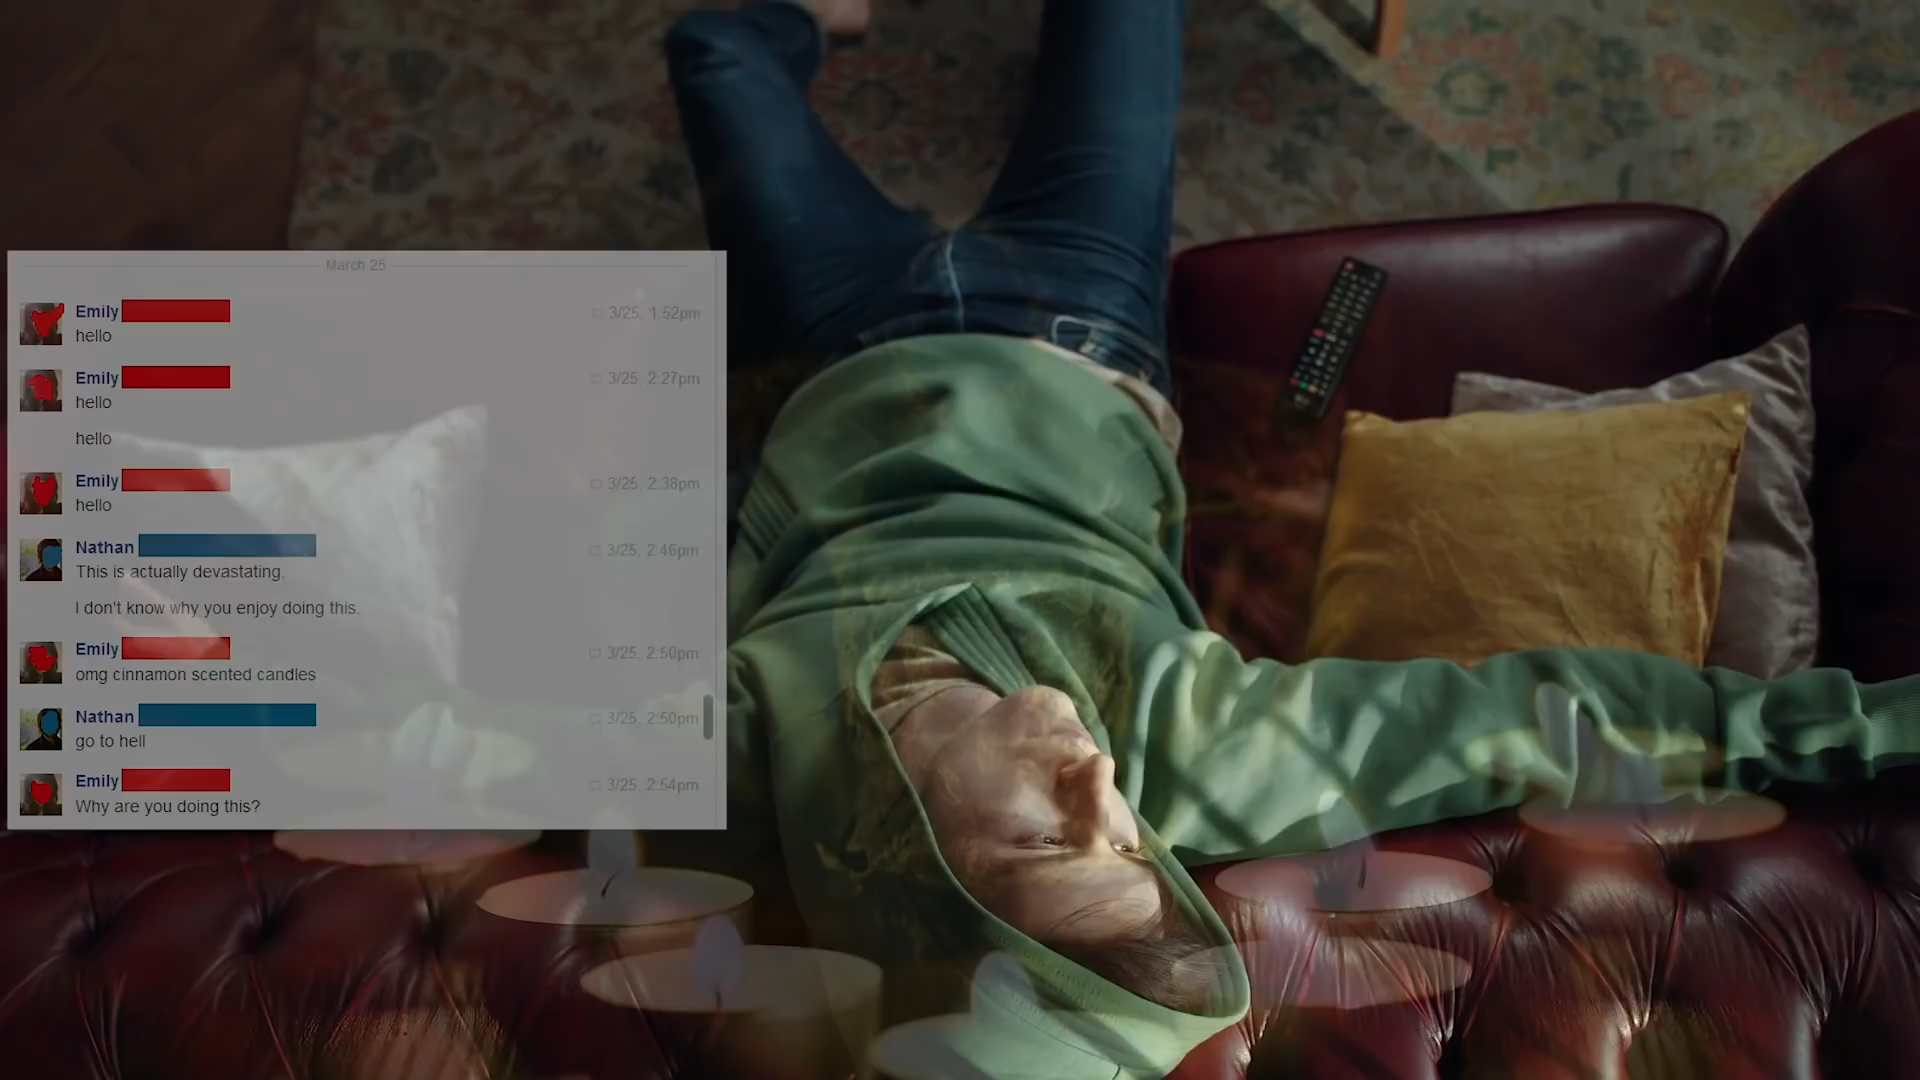 March 25
Emily 3/25, 1:52pm
hello
Emily 3/25, 2:27pm
hello
hello
Emily 3/25, 2:38pm
hello
Nathan 3/25, 2:46pm
This is actually devastating.
I don't know why you enjoy doing this.
Emily 3/25, 2:50pm
omg cinnamon scented candles
Nathan 3/25, 2:50pm
go to hell
Emily 3/25, 2:54pm
Why are you doing this?